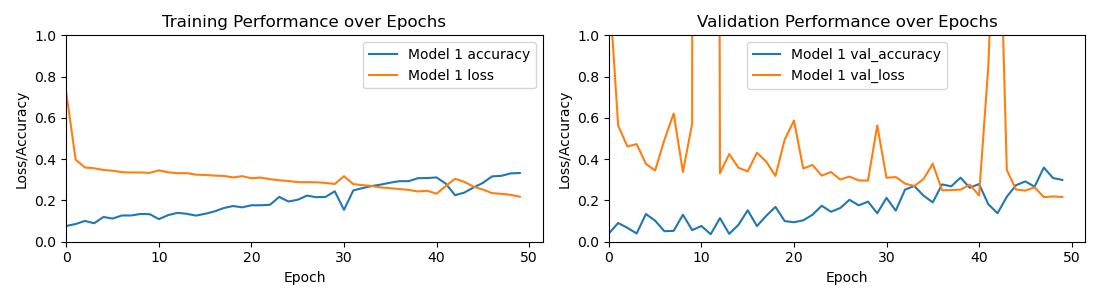 Training Performance over Epochs
Model 1 accuracy
Model 1 loss
Loss/Accuracy
1.0
0.8
0.6
0.4
0.2
0.0
0 10 20 30 40 50
Epoch
Validation Performance over Epochs
Model 1 val_accuracy
Model 1 val_loss
Loss/Accuracy
1.0
0.8
0.6
0.4
0.2
0.0
0 10 20 30 40 50
Epoch